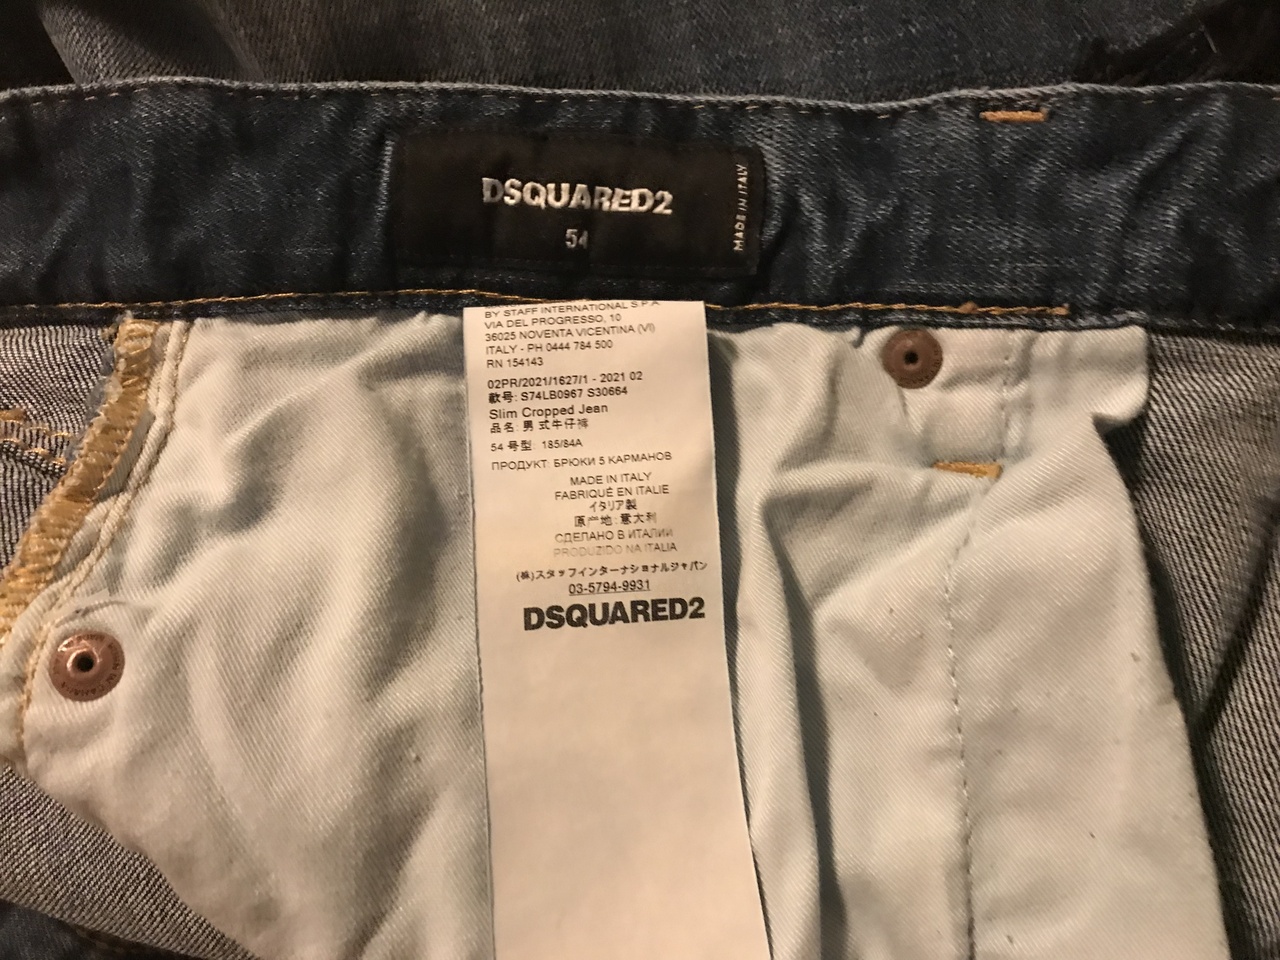 DSQUARED2
54
MADE IN ITALY
BY STAFF INTERNATIONAL S.P.A
VIA DEL PROGRESSO, 10
36025 NOVENTA VICENTINA (VI)
ITALY - PH 0444 784 500
RN 154143
02PR/2021/1627/1 - 2021 02
款号: S74LB0967 S30664
Slim Cropped Jean
品名: 男式牛仔裤
54 号型: 185/84A
ПРОДУКТ: БРЮКИ 5 КАРМАНОВ
MADE IN ITALY
FABRIQUÉ EN ITALIE
イタリア製
原产地: 意大利
СДЕЛАНО В ИТАЛИИ
PRODUZIDO NA ITALIA
(株)スタッフインターナショナルジャパン
03-5794-9931
DSQUARED2